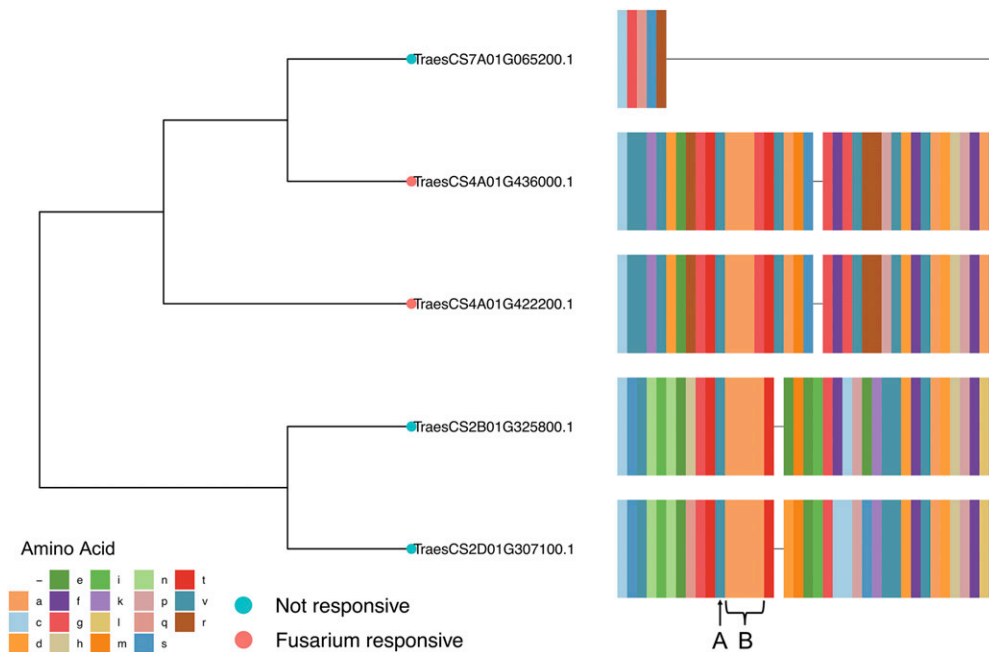 TraesCS7A01G065200.1
TraesCS4A01G436000.1
TraesCS4A01G422200.1
TraesCS2B01G325800.1
TraesCS2D01G307100.1
Amino Acid
– e i n t
a f k p v
c g l q r
d h m s
Not responsive
Fusarium responsive
A B